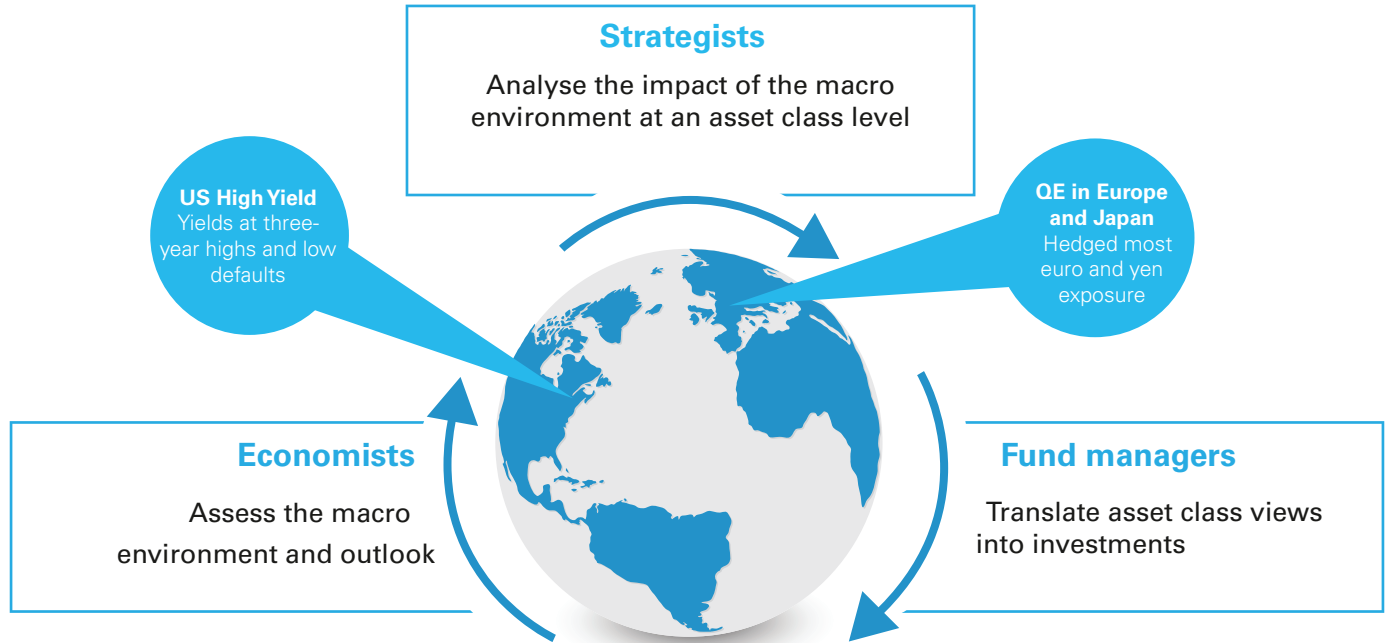 Strategists
Analyse the impact of the macro
environment at an asset class level
US High Yield
Yields at three-
year highs and low
defaults
QE in Europe
and Japan
Hedged most
euro and yen
exposure
Economists
Assess the macro
environment and outlook
Fund managers
Translate asset class views
into investments